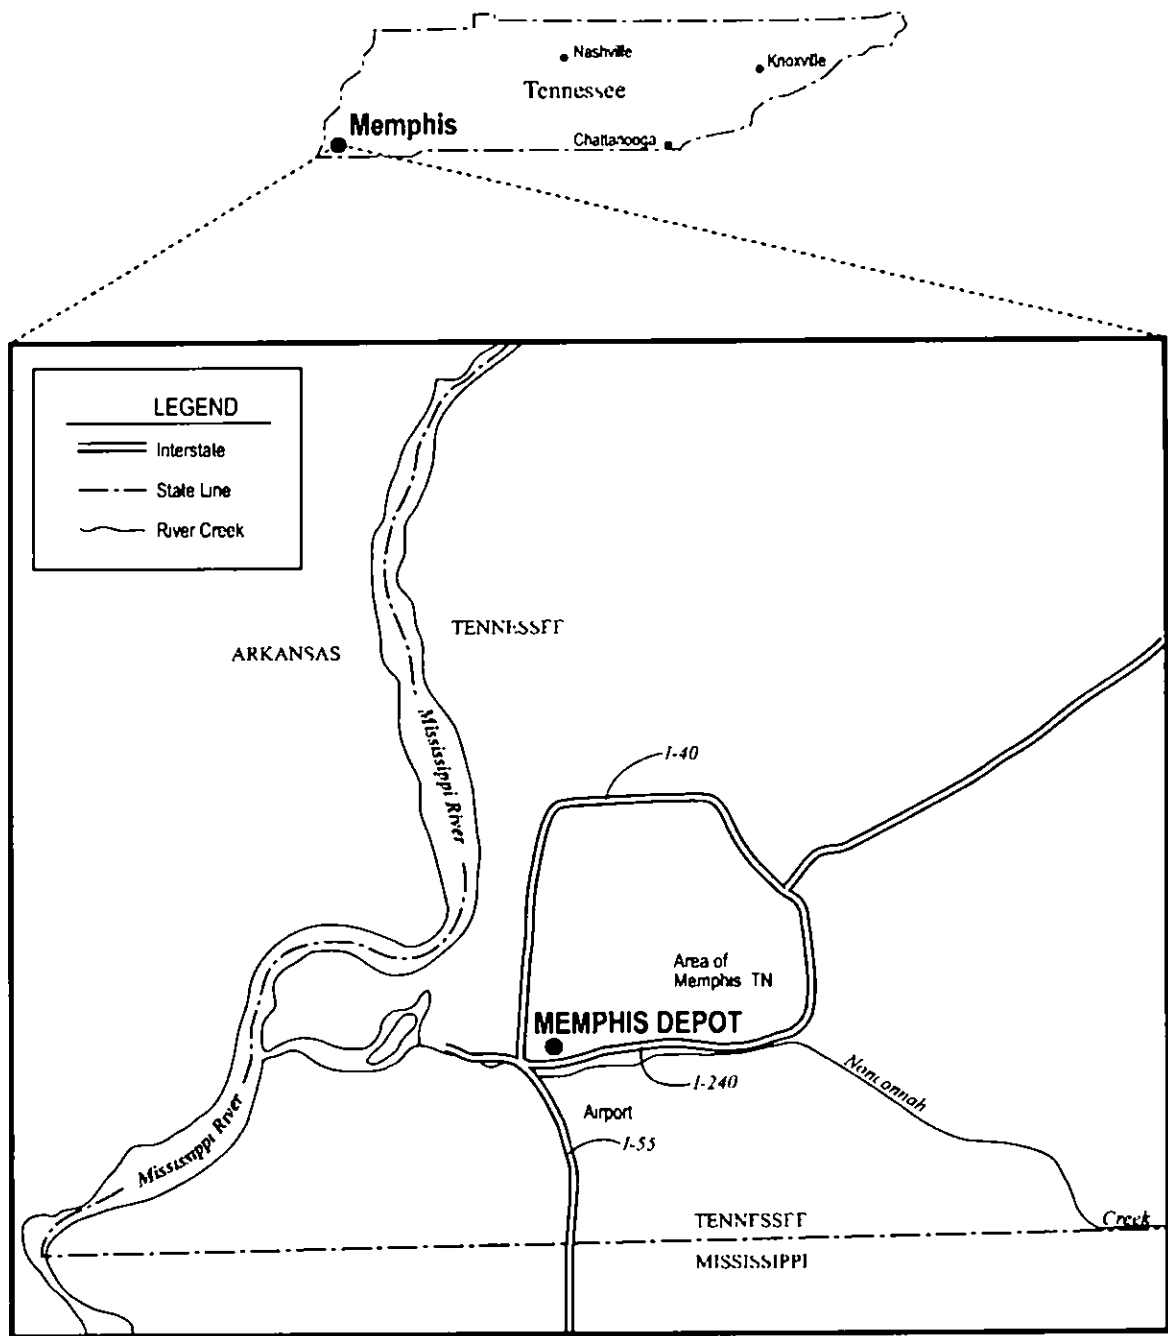 Nashville
Knoxville
Tennessee
Memphis
Chattanooga
LEGEND
Interstate
State Line
River Creek
TENNESSEE
ARKANSAS
Mississippi River
I-40
Area of
Memphis TN
MEMPHIS DEPOT
I-240
Nonconnah
Airport
I-55
Mississippi River
TENNESSEE
Creek
MISSISSIPPI